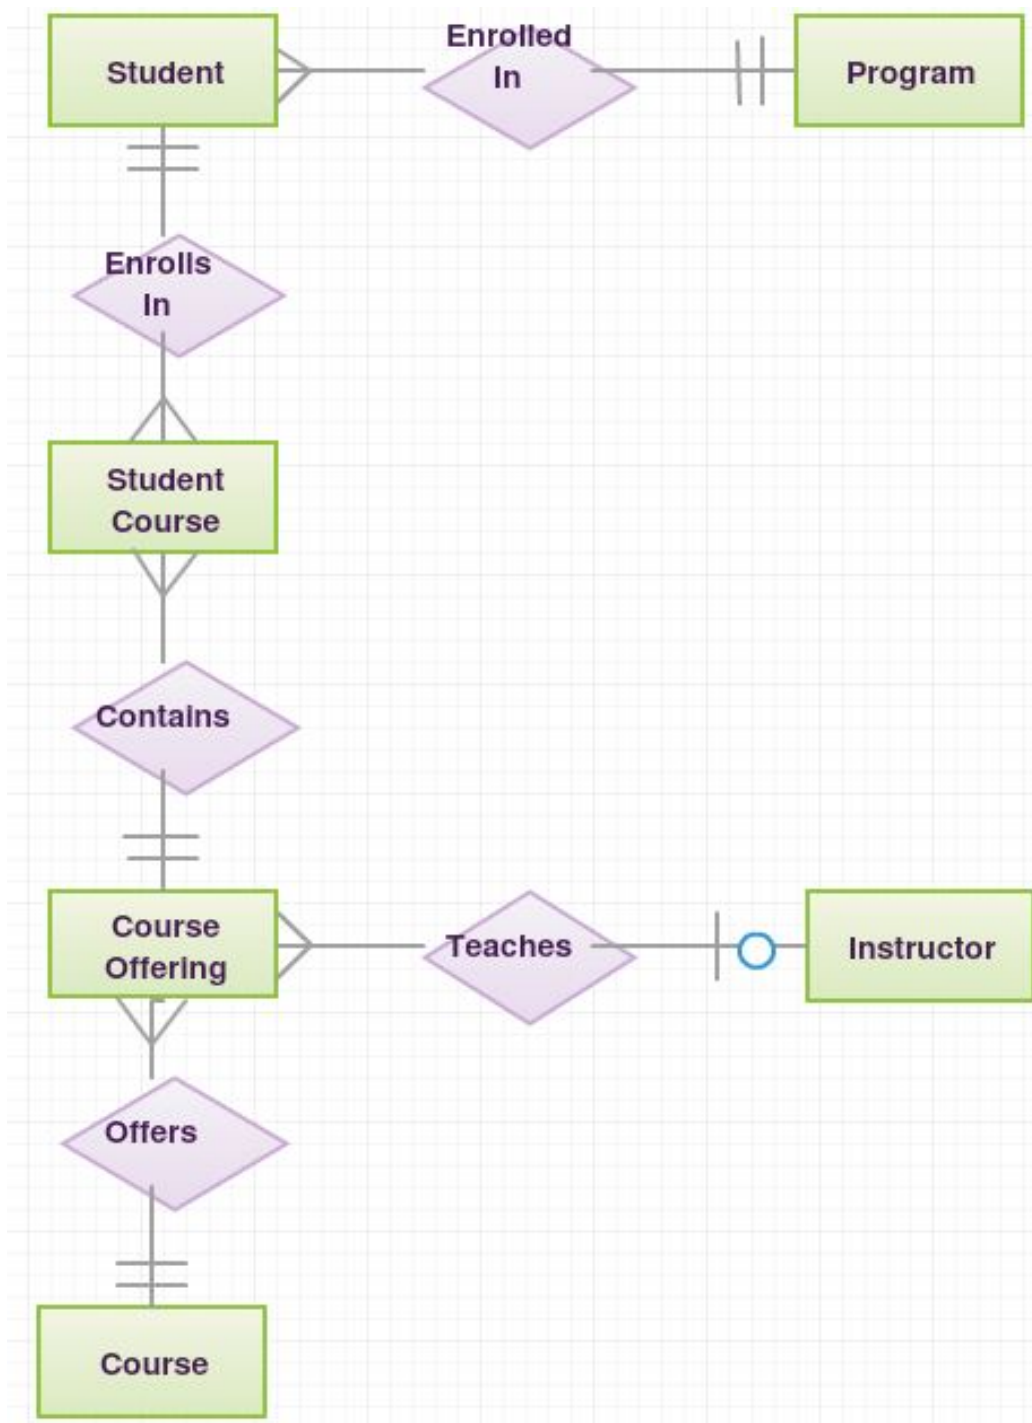 Student
Enrolled
In
Program
Enrolls
In
Student
Course
Contains
Course
Offering
Teaches
Instructor
Offers
Course